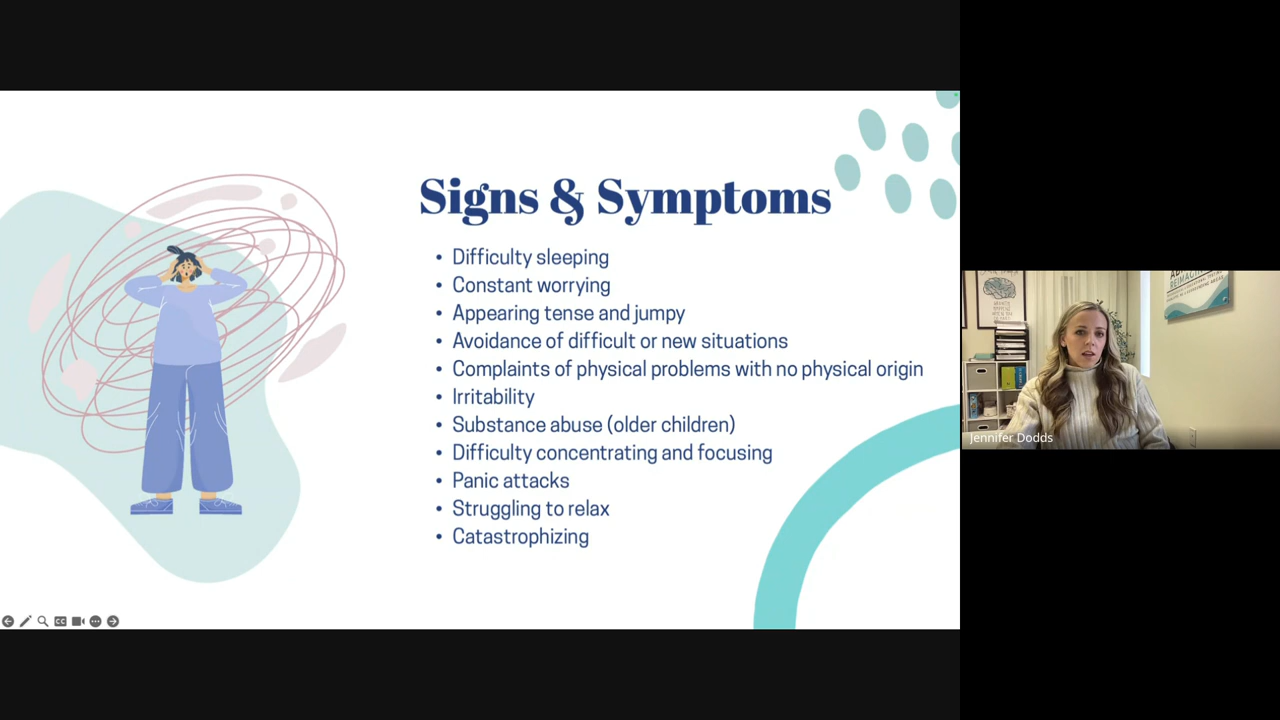 Signs & Symptoms
• Difficulty sleeping
• Constant worrying
• Appearing tense and jumpy
• Avoidance of difficult or new situations
• Complaints of physical problems with no physical origin
• Irritability
• Substance abuse (older children)
• Difficulty concentrating and focusing
• Panic attacks
• Struggling to relax
• Catastrophizing
CC
Jennifer Dodds